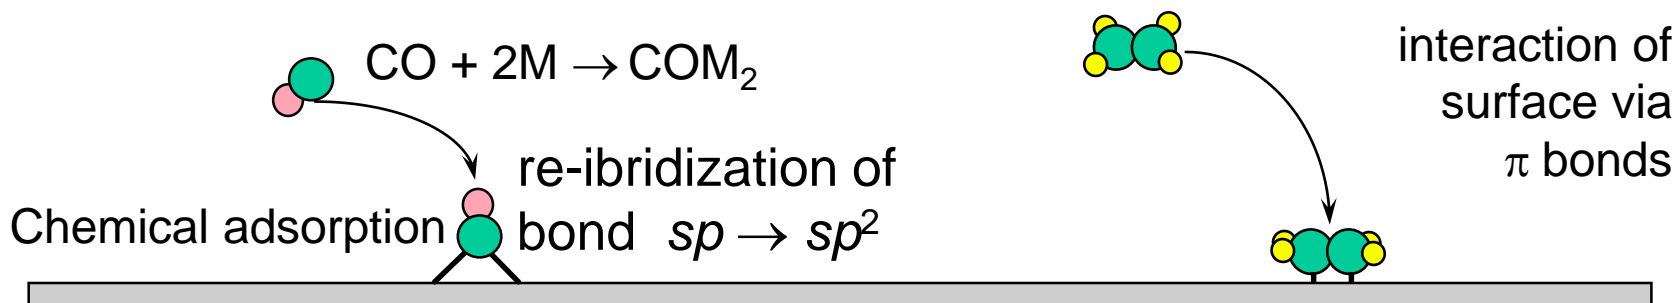 CO + 2M → COM₂
re-ibridization of
bond sp → sp²
Chemical adsorption
interaction of
surface via
π bonds